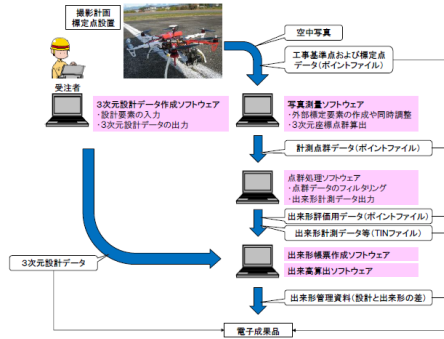 撮影計画
標定点設置
受注者
空中写真
工事基準点および標定点
データ(ポイントファイル)
3次元設計データ作成ソフトウェア
・設計要素の入力
・3次元設計データの出力
写真測量ソフトウェア
・外部標定要素の作成や同時調整
・3次元座標点群算出
計測点群データ(ポイントファイル)
点群処理ソフトウェア
・点群データのフィルタリング
・出来形計測データ出力
出来形評価用データ(ポイントファイル)
出来形計測データ等(TINファイル)
3次元設計データ
出来形帳票作成ソフトウェア
出来高算出ソフトウェア
出来形管理資料(設計と出来形の差)
電子成果品